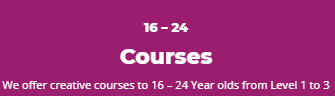 16 – 24
Courses
We offer creative courses to 16 – 24 Year olds from Level 1 to 3